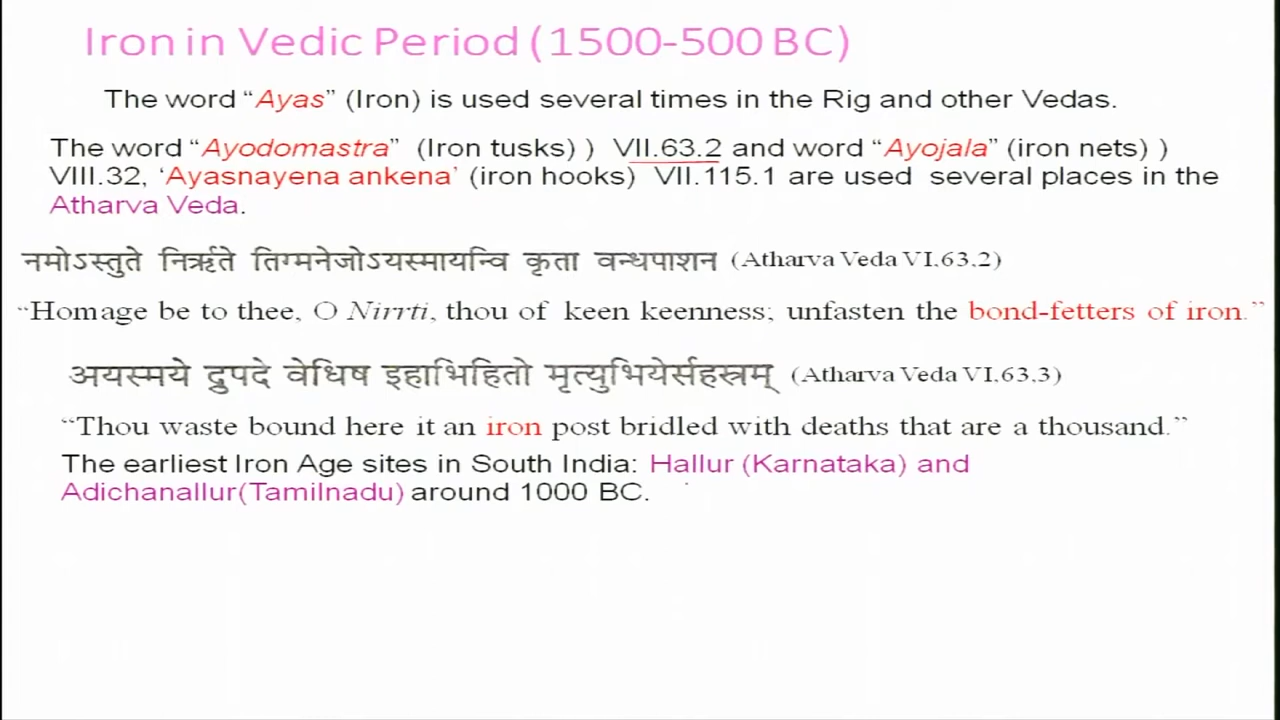 Iron in Vedic Period (1500-500 BC)
The word “Ayas” (Iron) is used several times in the Rig and other Vedas.
The word “Ayodomastra” (Iron tusks) ) VII.63.2 and word “Ayojala” (iron nets) )
VIII.32, ‘Ayasnayena ankena’ (iron hooks) VII.115.1 are used several places in the
Atharva Veda.
नमोऽस्तुते निर्ऋते तिग्मनेजोऽयस्मायन्वि कृता वन्धपाशन (Atharva Veda VI.63.2)
“Homage be to thee, O Nirrti, thou of keen keenness; unfasten the bond-fetters of iron.”
अयस्मये द्रुपदे वेधिष इहाभिहितो मृत्युभियेर्सहस्त्रम् (Atharva Veda VI.63.3)
“Thou waste bound here it an iron post bridled with deaths that are a thousand.”
The earliest Iron Age sites in South India: Hallur (Karnataka) and
Adichanallur(Tamilnadu) around 1000 BC.